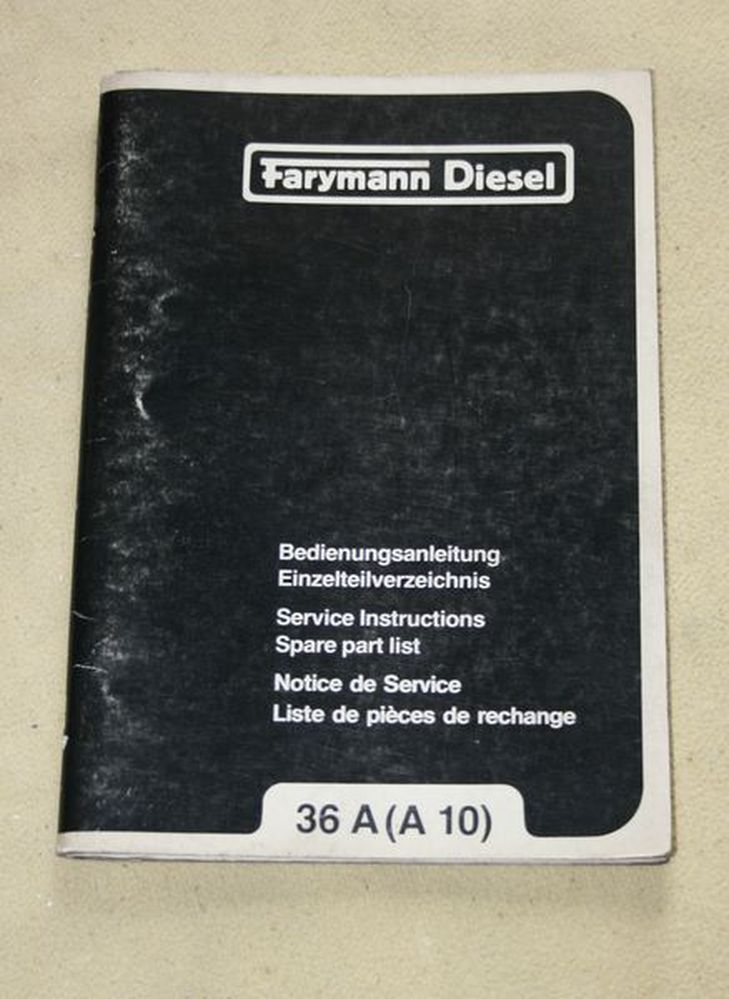 Farymann Diesel
Bedienungsanleitung
Einzelteilverzeichnis
Service Instructions
Spare part list
Notice de Service
Liste de pièces de rechange
36 A (A 10)